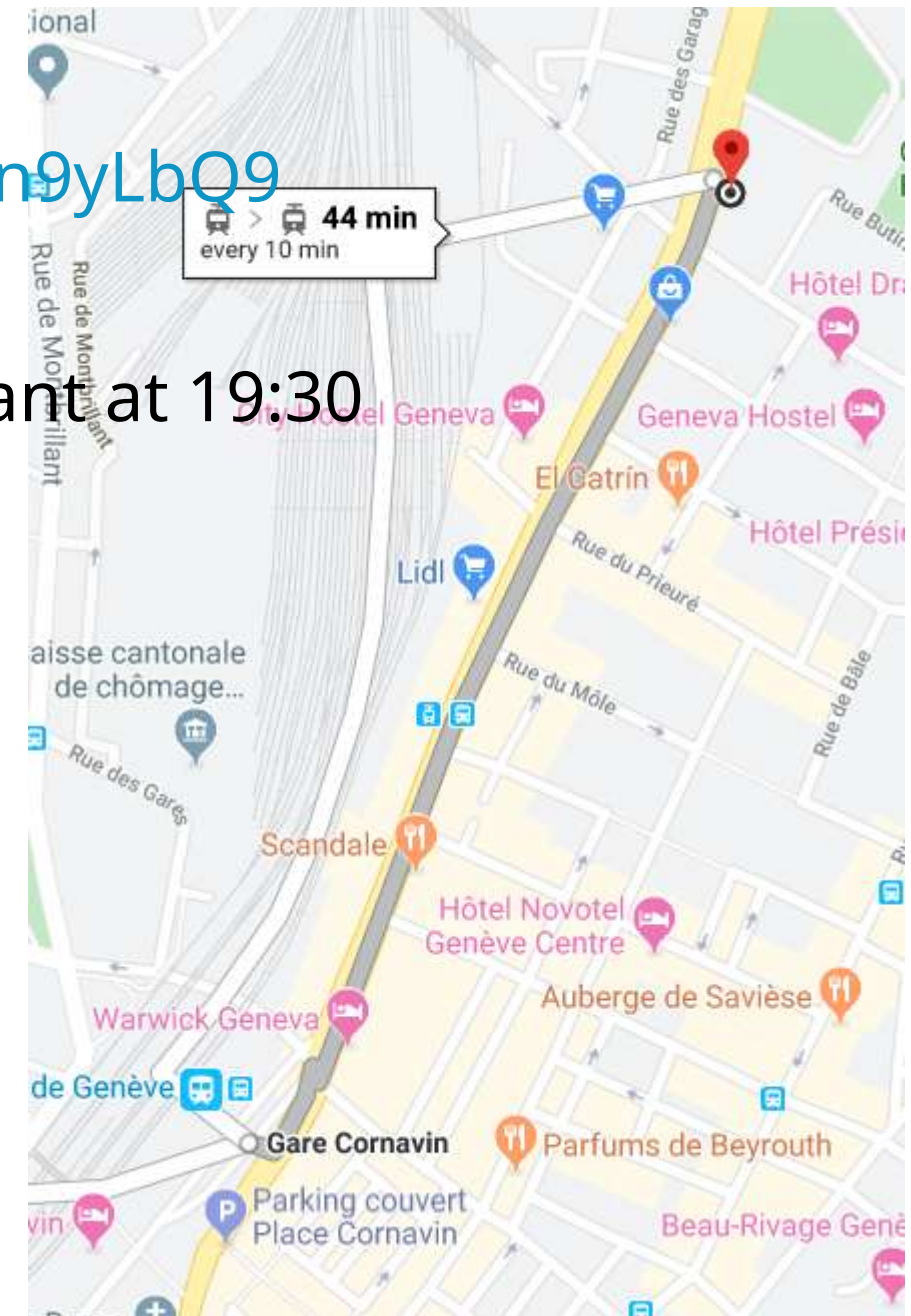 ional
Rue des Garag
n9yLbQ9
44 min
every 10 min
Rue Butin
Rue de Montbrillant
Rue de Montbrillant
Hôtel Dra
ant at 19:30
City Hostel Geneva
Geneva Hostel
El Catrín
Hôtel Présid
Lidl
Rue du Prieuré
aisse cantonale
de chômage...
Rue du Môle
Rue de Bâle
Rue des Gares
Scandale
Hôtel Novotel
Genève Centre
Auberge de Savièse
Warwick Geneva
de Genève
Gare Cornavin
Parfums de Beyrouth
Parking couvert
Place Cornavin
vin
P
Beau-Rivage Genè